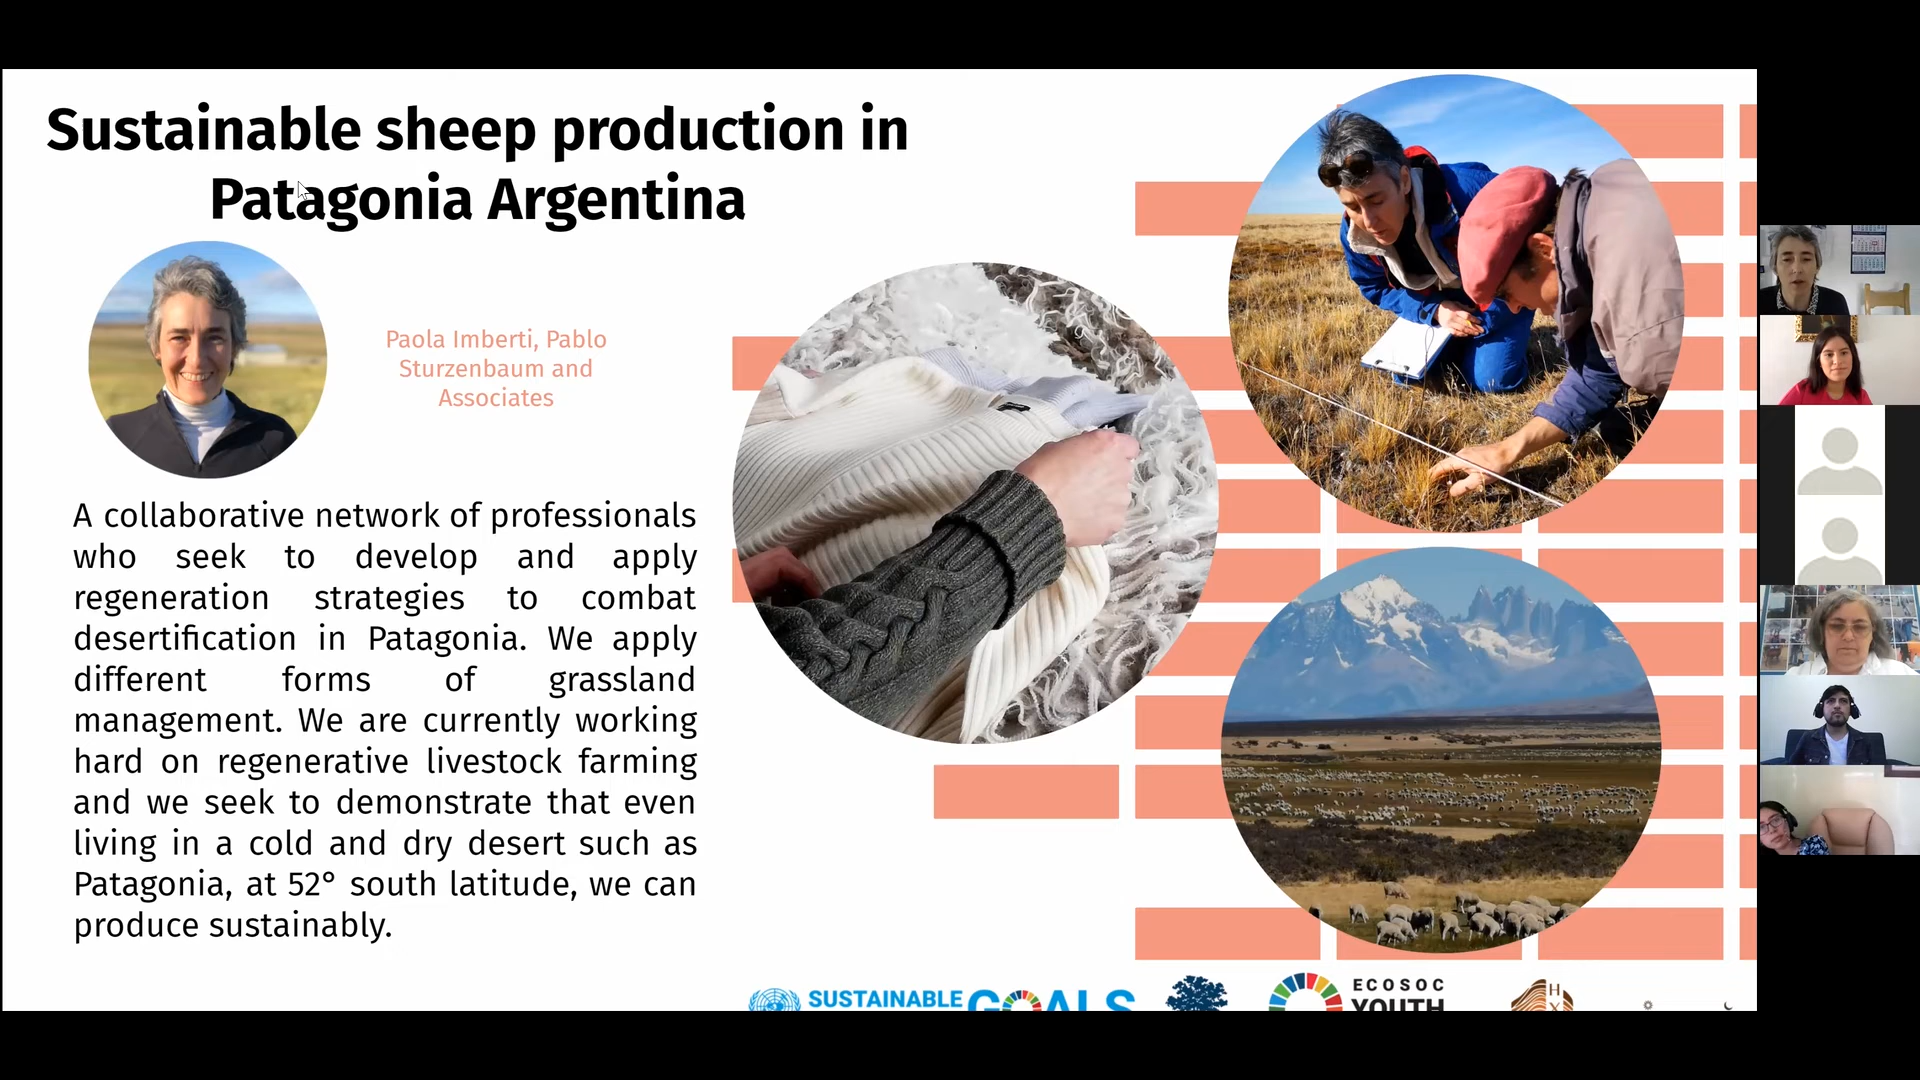 Sustainable sheep production in
Patagonia Argentina
Paola Imberti, Pablo
Sturzenbaum and
Associates
A collaborative network of professionals
who seek to develop and apply
regeneration strategies to combat
desertification in Patagonia. We apply
different forms of grassland
management. We are currently working
hard on regenerative livestock farming
and we seek to demonstrate that even
living in a cold and dry desert such as
Patagonia, at 52° south latitude, we can
produce sustainably.
SUSTAINABLE
GOALS
ECOSOC
YOUTH
H
X